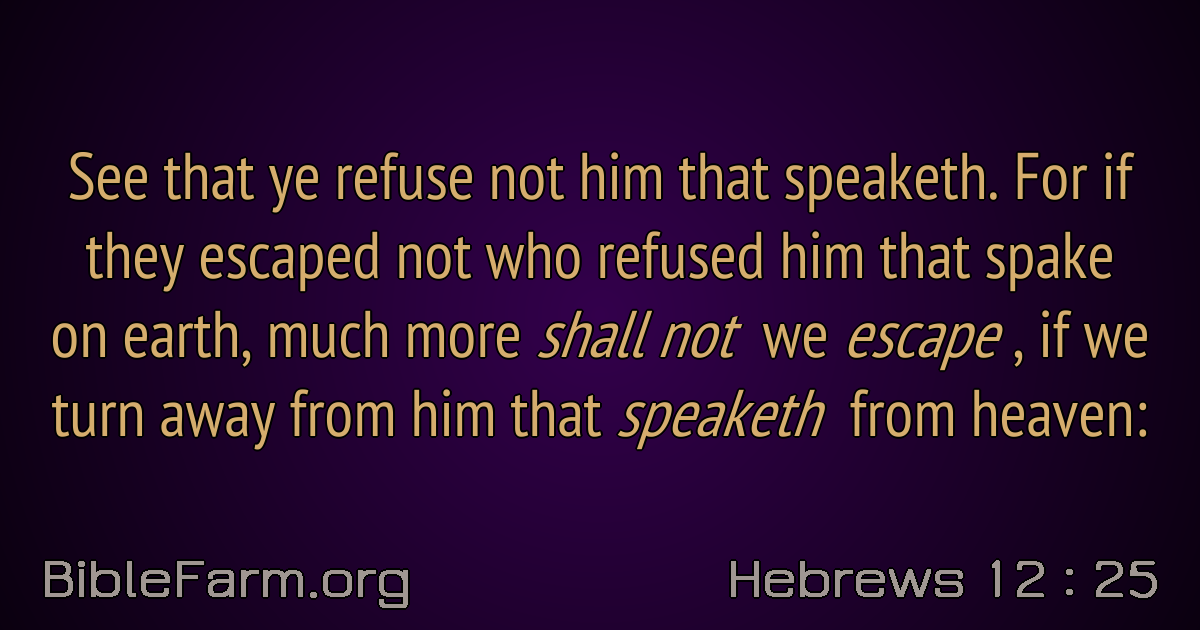 See that ye refuse not him that speaketh. For if
they escaped not who refused him that spake
on earth, much more shall not we escape , if we
turn away from him that speaketh from heaven:
BibleFarm.org
Hebrews 12 : 25